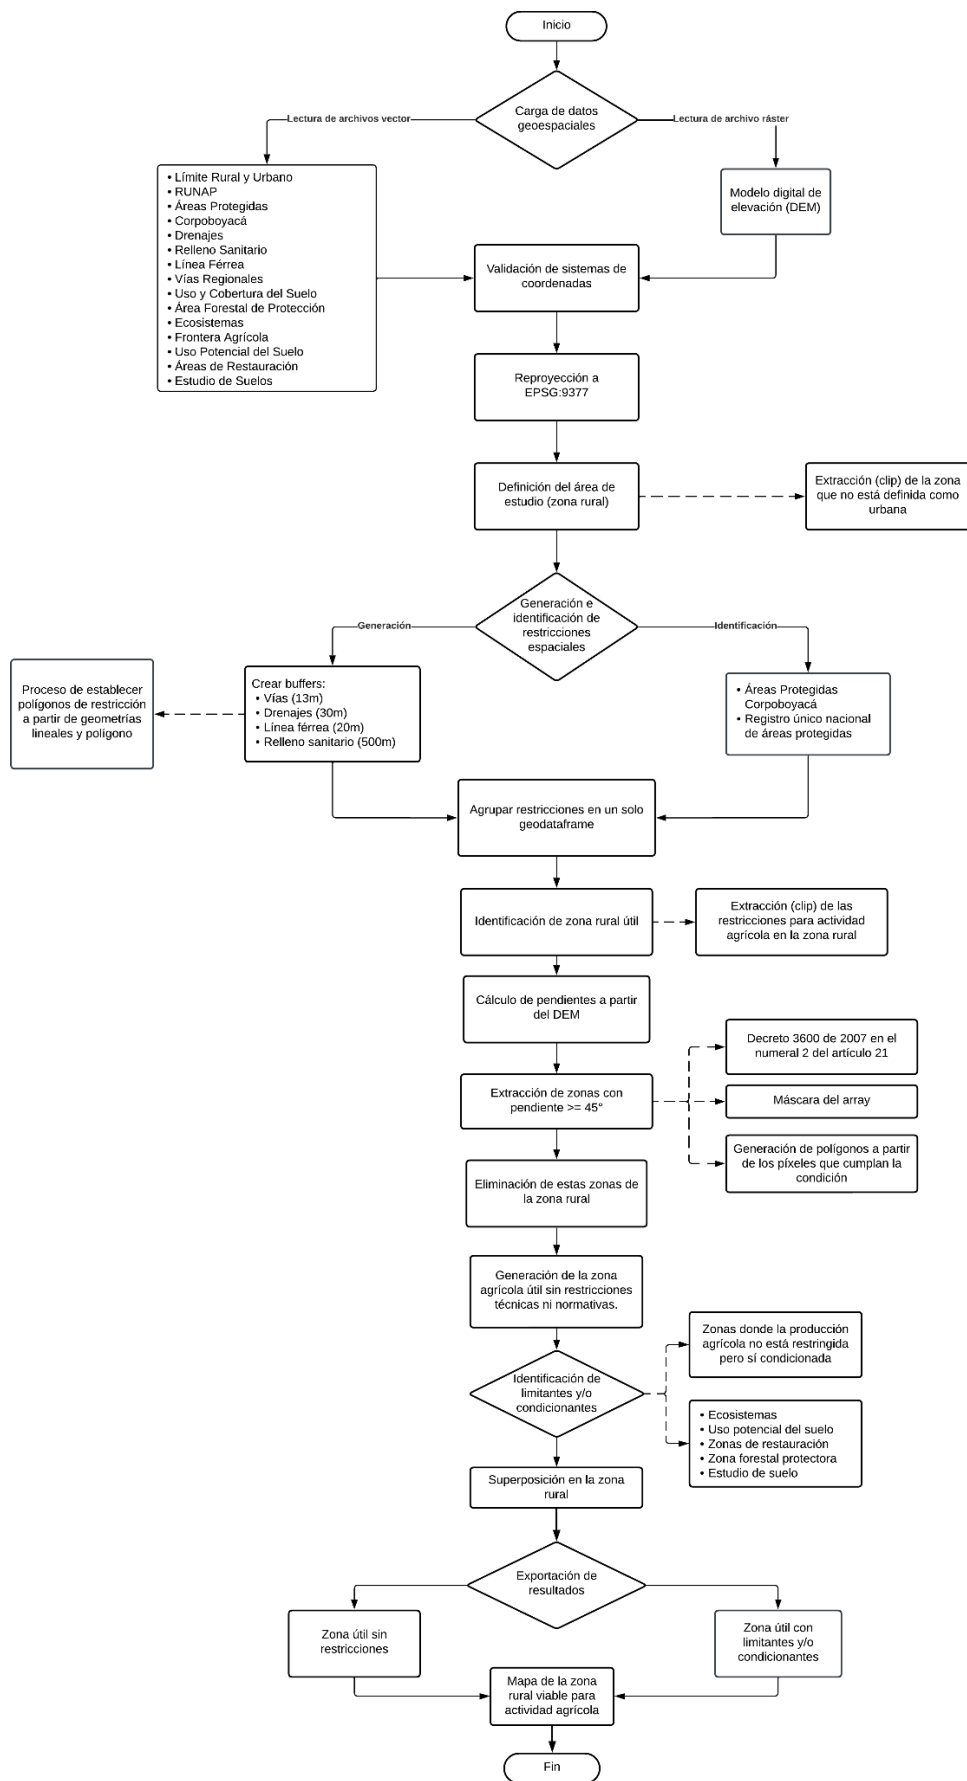 Inicio
Carga de datos
geoespaciales
Lectura de archivos vector
Lectura de archivo ráster
• Límite Rural y Urbano
• RUNAP
• Áreas Protegidas
• Corpoboyacá
• Drenajes
• Relleno Sanitario
• Línea Férrea
• Vías Regionales
• Uso y Cobertura del Suelo
• Área Forestal de Protección
• Ecosistemas
• Frontera Agrícola
• Uso Potencial del Suelo
• Áreas de Restauración
• Estudio de Suelos
Modelo digital de
elevación (DEM)
Validación de sistemas de
coordenadas
Reproyección a
EPSG:9377
Definición del área de
estudio (zona rural)
Extracción (clip) de la zona
que no está definida como
urbana
Generación e
identificación de
restricciones
espaciales
Generación
Identificación
Proceso de establecer
polígonos de restricción
a partir de geometrías
lineales y polígono
Crear buffers:
• Vías (13m)
• Drenajes (30m)
• Línea férrea (20m)
• Relleno sanitario (500m)
• Áreas Protegidas
Corpoboyacá
• Registro único nacional
de áreas protegidas
Agrupar restricciones en un solo
geodataframe
Identificación de zona rural útil
Extracción (clip) de las
restricciones para actividad
agrícola en la zona rural
Cálculo de pendientes a partir
del DEM
Extracción de zonas con
pendiente >= 45°
Decreto 3600 de 2007 en el
numeral 2 del artículo 21
Máscara del array
Generación de polígonos a partir
de los píxeles que cumplan la
condición
Eliminación de estas zonas de
la zona rural
Generación de la zona
agrícola útil sin restricciones
técnicas ni normativas.
Identificación de
limitantes y/o
condicionantes
Zonas donde la producción
agrícola no está restringida
pero sí condicionada
• Ecosistemas
• Uso potencial del suelo
• Zonas de restauración
• Zona forestal protectora
• Estudio de suelo
Superposición en la zona
rural
Exportación de
resultados
Zona útil sin
restricciones
Zona útil con
limitantes y/o
condicionantes
Mapa de la zona
rural viable para
actividad agrícola
Fin